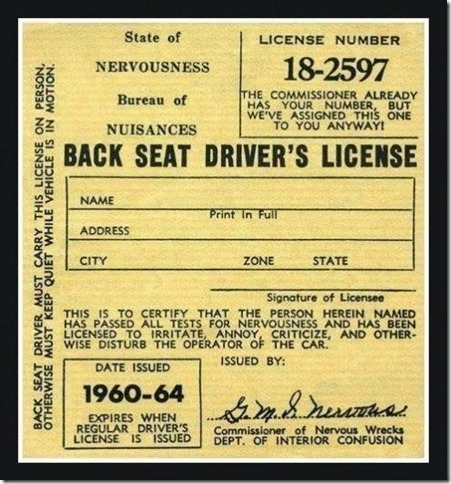 State of
NERVOUSNESS
Bureau of
NUISANCES
LICENSE NUMBER
18-2597
THE COMMISSIONER ALREADY
HAS YOUR NUMBER, BUT
WE'VE ASSIGNED THIS ONE
TO YOU ANYWAY!
BACK SEAT DRIVER'S LICENSE
NAME
Print In Full
ADDRESS
CITY ZONE STATE
Signature of Licensee
THIS IS TO CERTIFY THAT THE PERSON HEREIN NAMED
HAS PASSED ALL TESTS FOR NERVOUSNESS AND HAS BEEN
LICENSED TO IRRITATE, ANNOY, CRITICIZE, AND OTHER-
WISE DISTURB THE OPERATOR OF THE CAR.
DATE ISSUED
1960-64
EXPIRES WHEN
REGULAR DRIVER'S
LICENSE IS ISSUED
ISSUED BY:
G. M. I. Nervous
Commissioner of Nervous Wrecks
DEPT. OF INTERIOR CONFUSION
BACK SEAT DRIVER MUST CARRY THIS LICENSE ON PERSON,
OTHERWISE MUST KEEP QUIET WHILE VEHICLE IS IN MOTION.